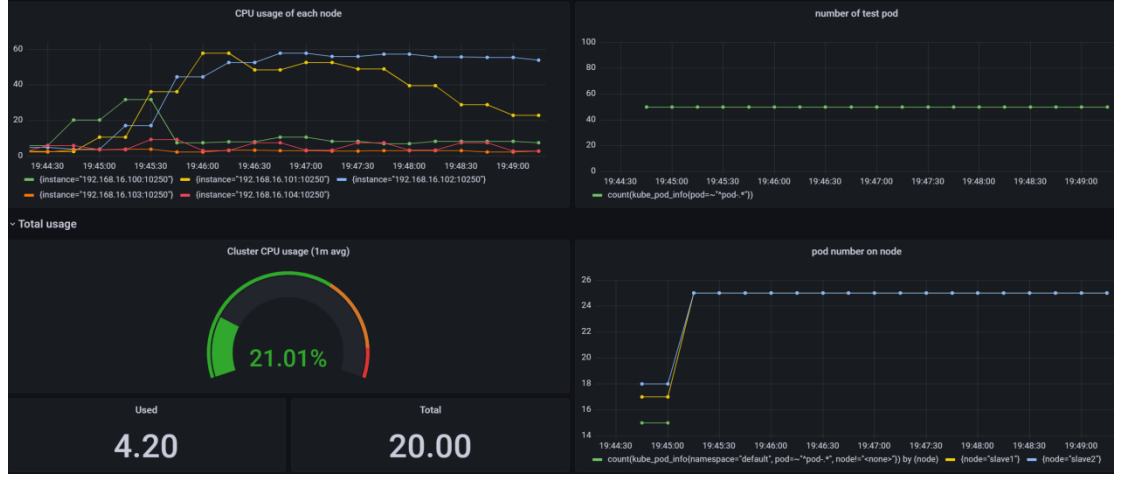 CPU usage of each node
60
40
20
0
19:44:30 19:45:00 19:45:30 19:46:00 19:46:30 19:47:00 19:47:30 19:48:00 19:48:30 19:49:00
{instance="192.168.16.100:10250"} {instance="192.168.16.101:10250"} {instance="192.168.16.102:10250"}
{instance="192.168.16.103:10250"} {instance="192.168.16.104:10250"}
number of test pod
100
80
60
40
20
0
19:44:30 19:45:00 19:45:30 19:46:00 19:46:30 19:47:00 19:47:30 19:48:00 19:48:30 19:49:00
count(kube_pod_info{pod=~"^pod-.*"})
Total usage
Cluster CPU usage (1m avg)
21.01%
Used
4.20
Total
20.00
pod number on node
26
24
22
20
18
16
14
19:44:30 19:45:00 19:45:30 19:46:00 19:46:30 19:47:00 19:47:30 19:48:00 19:48:30 19:49:00
count(kube_pod_info{namespace="default", pod=~"^pod-.*", node!="<none>"}) by (node) {node="slave1"} {node="slave2"}